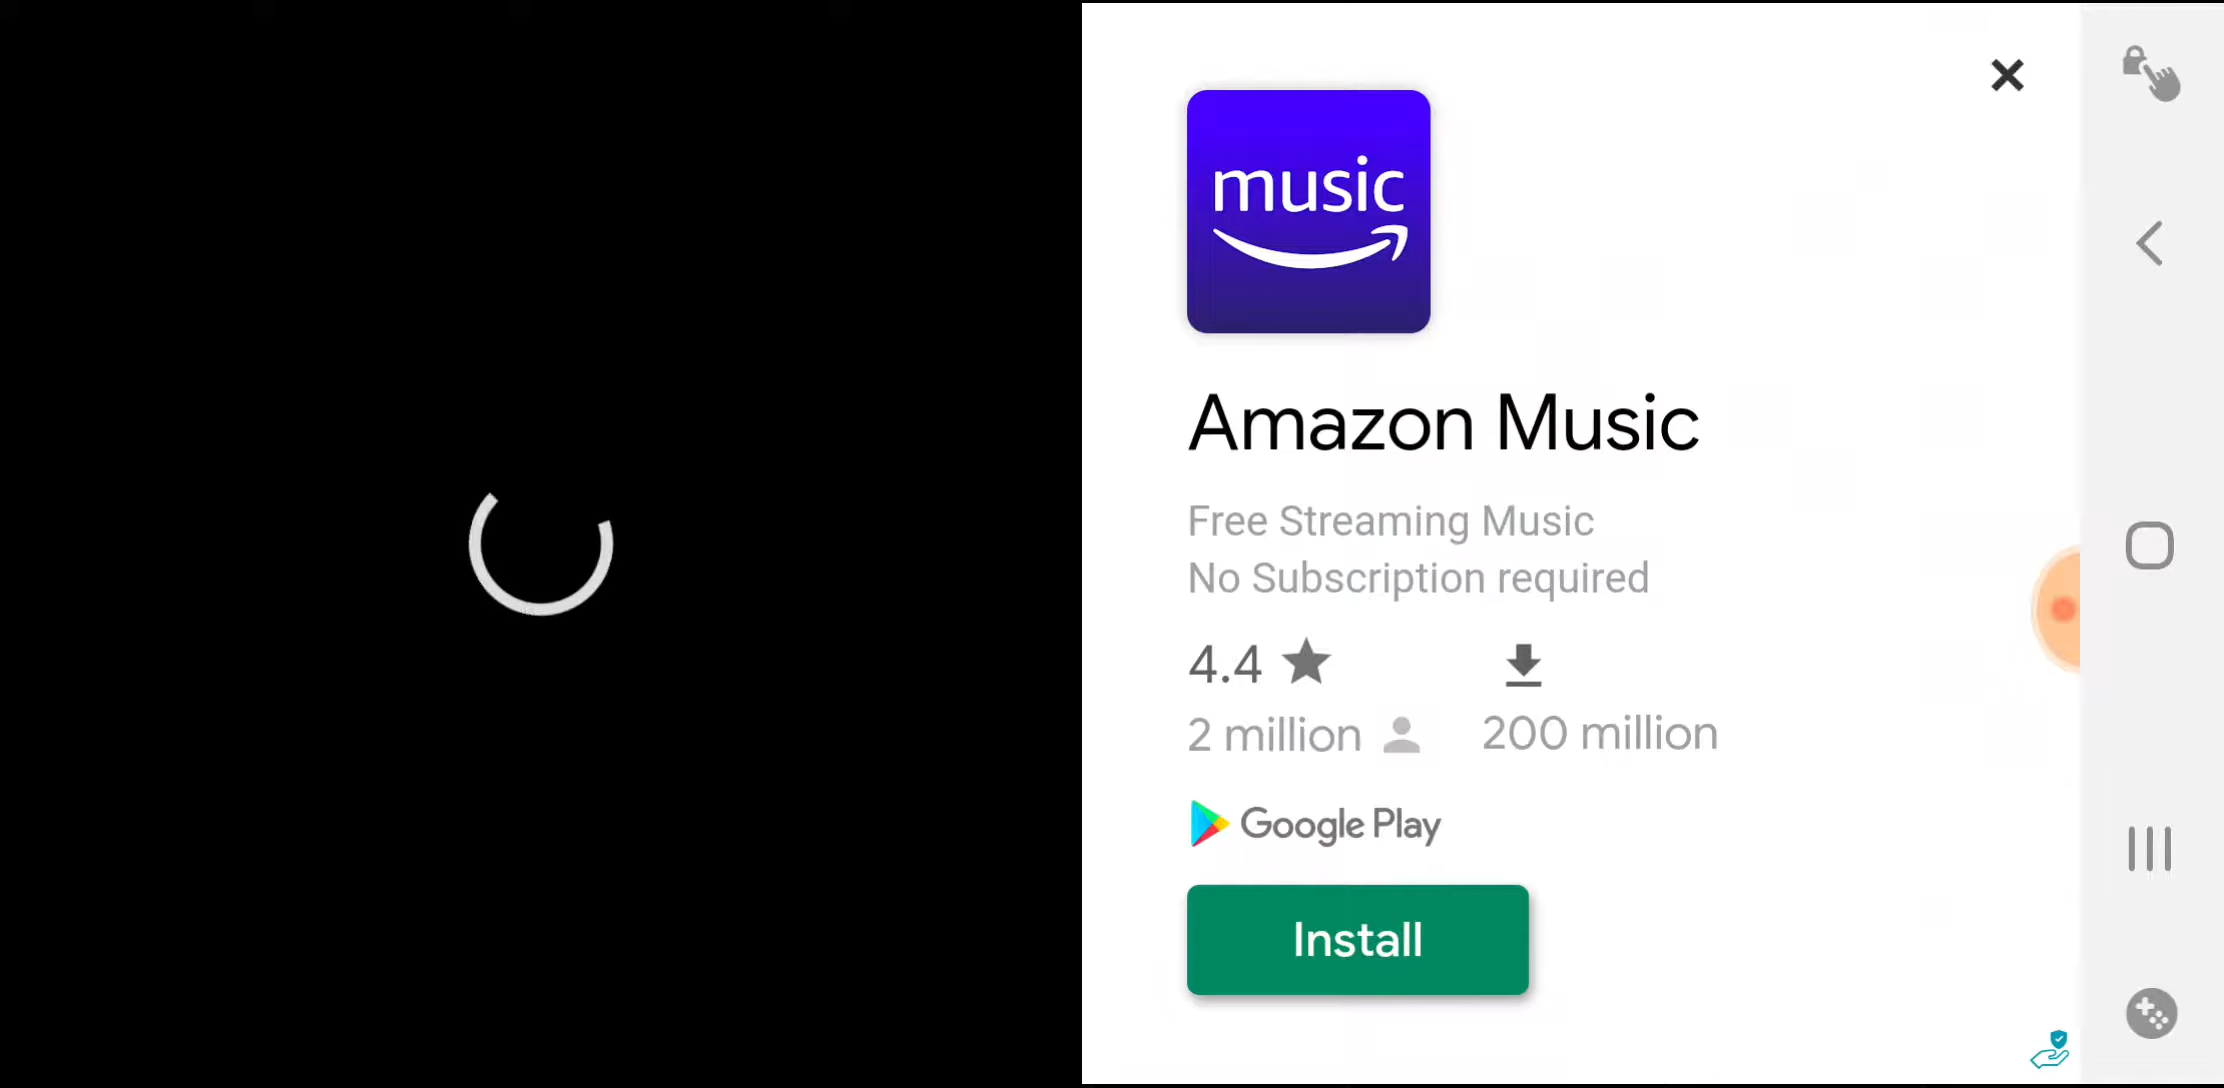 music
Amazon Music
Free Streaming Music
No Subscription required
4.4
2 million
200 million
Google Play
Install